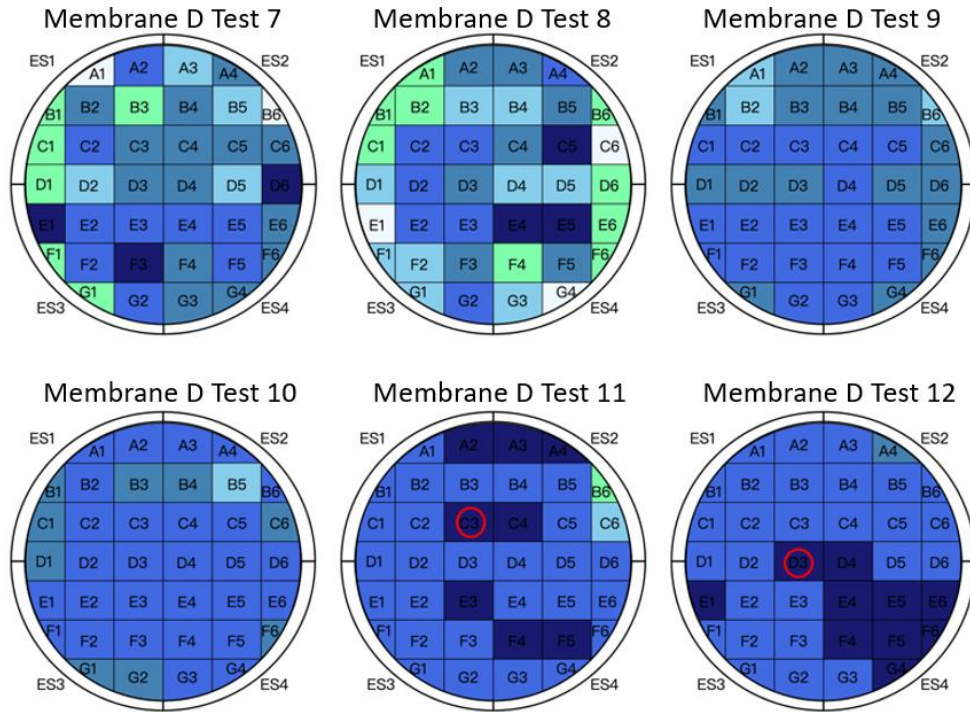 Membrane D Test 7
ES1 A1 A2 A3 A4 ES2
B1 B2 B3 B4 B5 B6
C1 C2 C3 C4 C5 C6
D1 D2 D3 D4 D5 D6
E1 E2 E3 E4 E5 E6
F1 F2 F3 F4 F5 F6
ES3 G1 G2 G3 G4 ES4
Membrane D Test 8
ES1 A1 A2 A3 A4 ES2
B1 B2 B3 B4 B5 B6
C1 C2 C3 C4 C5 C6
D1 D2 D3 D4 D5 D6
E1 E2 E3 E4 E5 E6
F1 F2 F3 F4 F5 F6
ES3 G1 G2 G3 G4 ES4
Membrane D Test 9
ES1 A1 A2 A3 A4 ES2
B1 B2 B3 B4 B5 B6
C1 C2 C3 C4 C5 C6
D1 D2 D3 D4 D5 D6
E1 E2 E3 E4 E5 E6
F1 F2 F3 F4 F5 F6
ES3 G1 G2 G3 G4 ES4
Membrane D Test 10
ES1 A1 A2 A3 A4 ES2
B1 B2 B3 B4 B5 B6
C1 C2 C3 C4 C5 C6
D1 D2 D3 D4 D5 D6
E1 E2 E3 E4 E5 E6
F1 F2 F3 F4 F5 F6
ES3 G1 G2 G3 G4 ES4
Membrane D Test 11
ES1 A1 A2 A3 A4 ES2
B1 B2 B3 B4 B5 B6
C1 C2 C3 C4 C5 C6
D1 D2 D3 D4 D5 D6
E1 E2 E3 E4 E5 E6
F1 F2 F3 F4 F5 F6
ES3 G1 G2 G3 G4 ES4
Membrane D Test 12
ES1 A1 A2 A3 A4 ES2
B1 B2 B3 B4 B5 B6
C1 C2 C3 C4 C5 C6
D1 D2 D3 D4 D5 D6
E1 E2 E3 E4 E5 E6
F1 F2 F3 F4 F5 F6
ES3 G1 G2 G3 G4 ES4